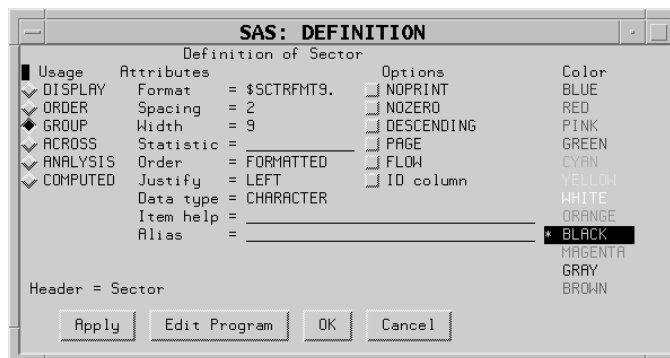 SAS: DEFINITION
Definition of Sector
Usage Attributes Options Color
DISPLAY Format = $SCTRFMT9. NOPRINT BLUE
ORDER Spacing = 2 NOZERO RED
GROUP Width = 9 DESCENDING PINK
ACROSS Statistic = PAGE GREEN
ANALYSIS Order = FORMATTED FLOW CYAN
COMPUTED Justify = LEFT ID column YELLOW
Data type = CHARACTER WHITE
Item help = ORANGE
Alias = * BLACK
MAGENTA
GRAY
Header = Sector BROWN
Apply Edit Program OK Cancel